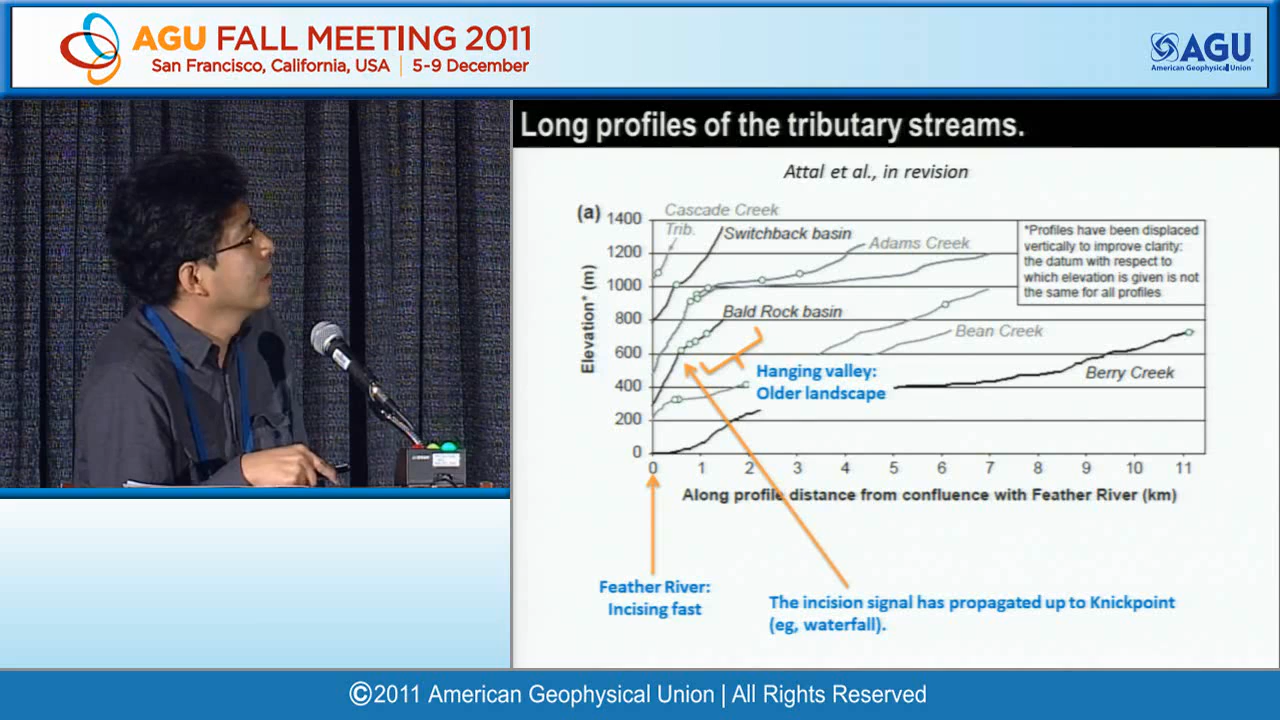 AGU FALL MEETING 2011
San Francisco, California, USA | 5-9 December
AGU
American Geophysical Union
Long profiles of the tributary streams.
Attal et al., in revision
(a)
Elevation* (m)
1400
1200
1000
800
600
400
200
0
Cascade Creek
Trib.
Switchback basin
Adams Creek
*Profiles have been displaced
vertically to improve clarity:
the datum with respect to
which elevation is given is not
the same for all profiles
Bald Rock basin
Bean Creek
Hanging valley:
Older landscape
Berry Creek
0 1 2 3 4 5 6 7 8 9 10 11
Along profile distance from confluence with Feather River (km)
Feather River:
Incising fast
The incision signal has propagated up to Knickpoint
(eg, waterfall).
©2011 American Geophysical Union | All Rights Reserved